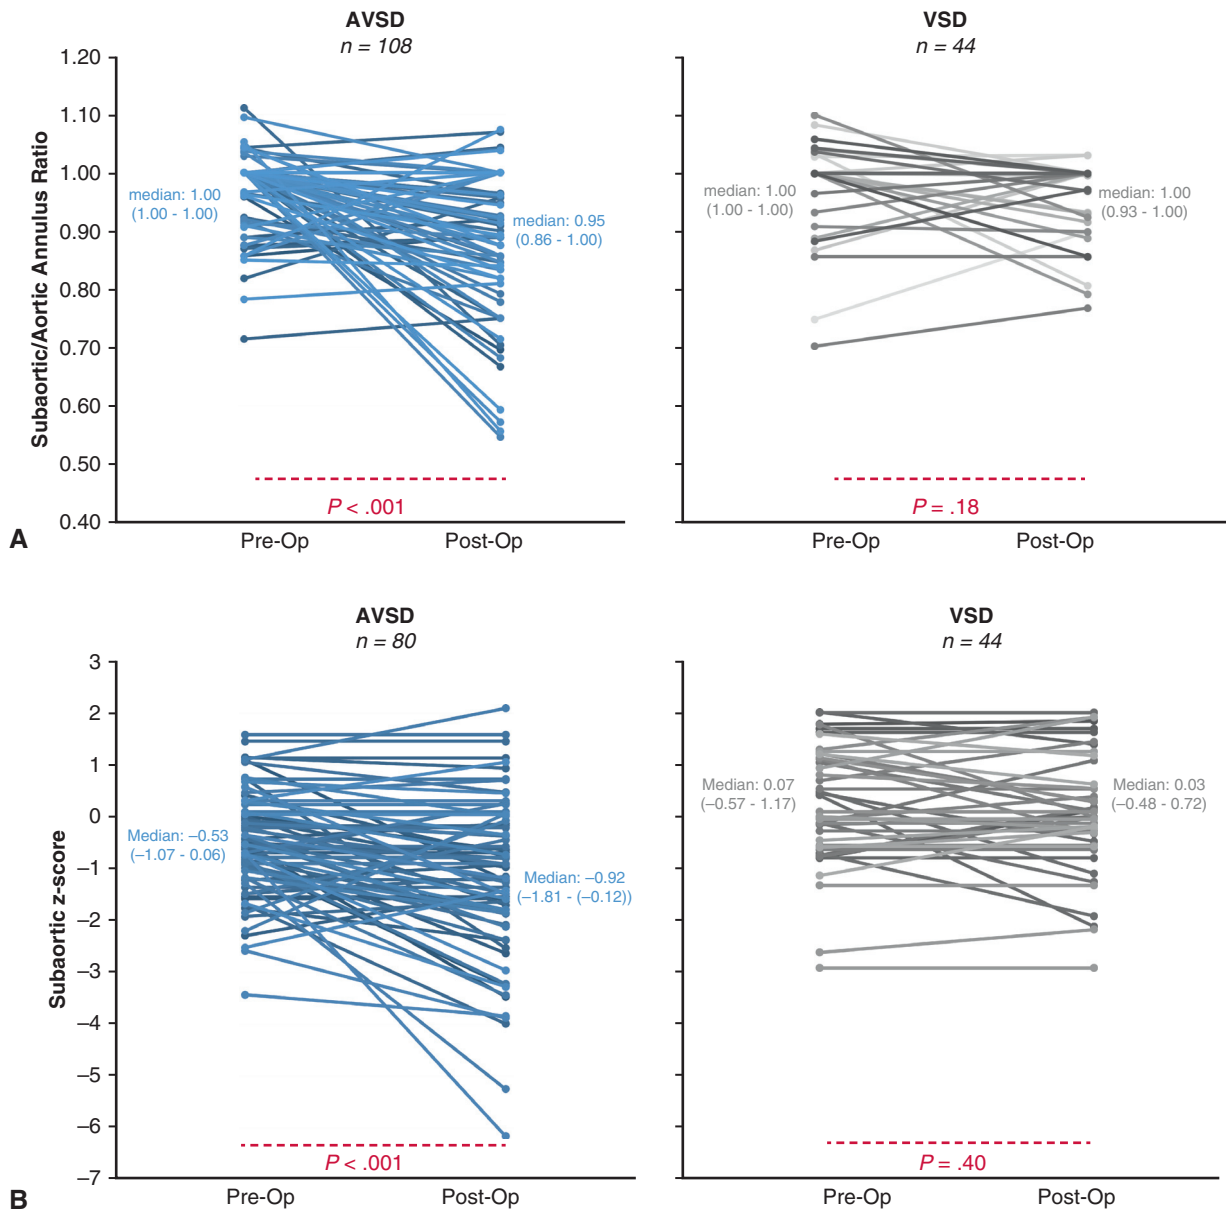 AVSD
n = 108
VSD
n = 44
Subaortic/Aortic Annulus Ratio
1.20
1.10
1.00
0.90
0.80
0.70
0.60
0.50
0.40
median: 1.00
(1.00 - 1.00)
median: 0.95
(0.86 - 1.00)
median: 1.00
(1.00 - 1.00)
median: 1.00
(0.93 - 1.00)
P < .001
P = .18
A
Pre-Op
Post-Op
Pre-Op
Post-Op
AVSD
n = 80
VSD
n = 44
Subaortic z-score
3
2
1
0
–1
–2
–3
–4
–5
–6
–7
Median: –0.53
(–1.07 - 0.06)
Median: –0.92
(–1.81 - (–0.12))
Median: 0.07
(–0.57 - 1.17)
Median: 0.03
(–0.48 - 0.72)
P < .001
P = .40
B
Pre-Op
Post-Op
Pre-Op
Post-Op